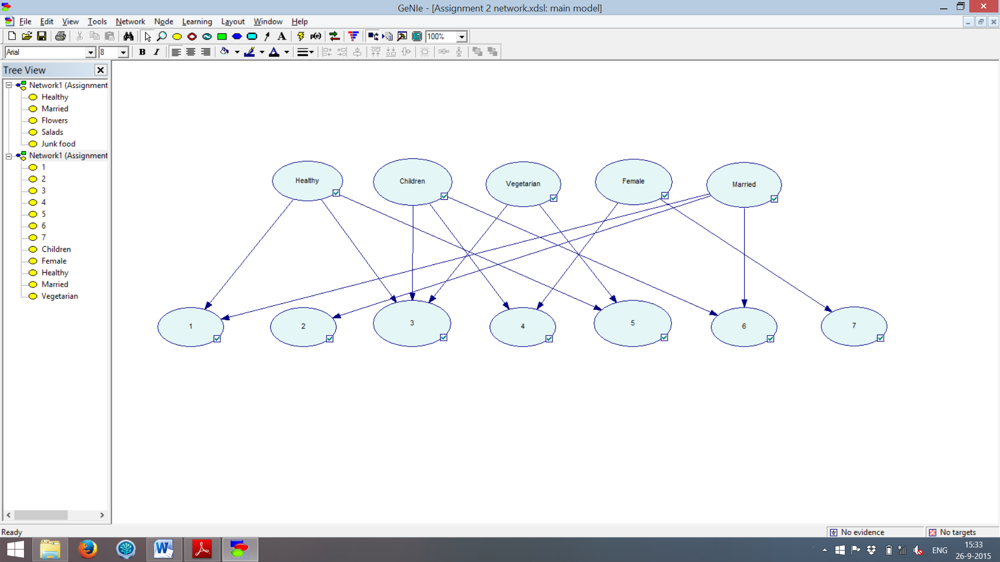 GeNIe - [Assignment 2 network.xdsl: main model]
File Edit View Tools Network Node Learning Layout Window Help
p(e) A 100%
Arial 8 B I A
Tree View
Network1 (Assignment
Healthy
Married
Flowers
Salads
Junk food
Network1 (Assignment
1
2
3
4
5
6
7
Children
Female
Healthy
Married
Vegetarian
Healthy Children Vegetarian Female Married
1 2 3 4 5 6 7
Ready No evidence No targets
ENG 15:33
26-9-2015